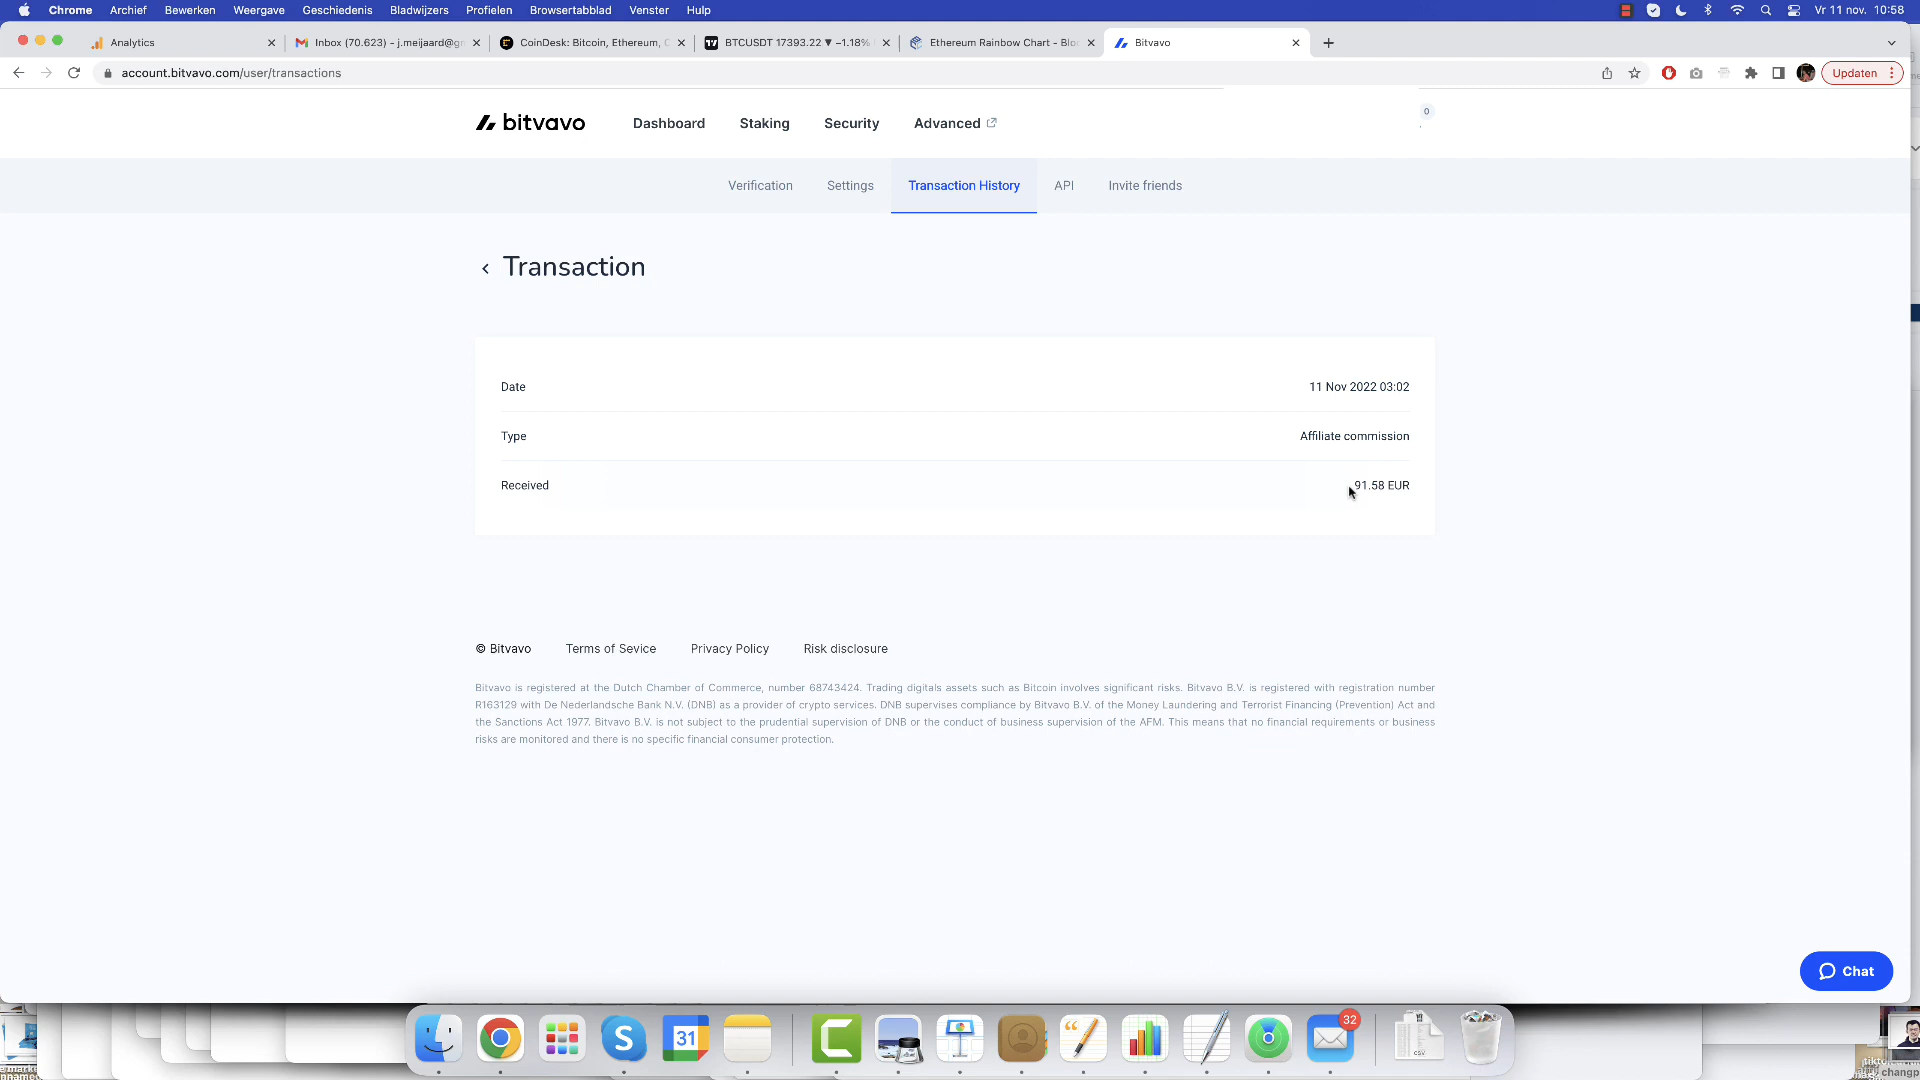 Chrome Archief Bewerken Weergave Geschiedenis Bladwijzers Profielen Browsertabblad Venster Hulp Vr 11 nov. 10:58
Analytics Inbox (70.623) - j.meijaard@gr CoinDesk: Bitcoin, Ethereum, C BTCUSDT 17393.22 ▼ −1.18% Ethereum Rainbow Chart - Bloc Bitvavo
account.bitvavo.com/user/transactions Updaten
bitvavo Dashboard Staking Security Advanced 0
Verification Settings Transaction History API Invite friends
Transaction
Date 11 Nov 2022 03:02
Type Affiliate commission
Received 91.58 EUR
© Bitvavo Terms of Sevice Privacy Policy Risk disclosure
Bitvavo is registered at the Dutch Chamber of Commerce, number 68743424. Trading digitals assets such as Bitcoin involves significant risks. Bitvavo B.V. is registered with registration number
R163129 with De Nederlandsche Bank N.V. (DNB) as a provider of crypto services. DNB supervises compliance by Bitvavo B.V. of the Money Laundering and Terrorist Financing (Prevention) Act and
the Sanctions Act 1977. Bitvavo B.V. is not subject to the prudential supervision of DNB or the conduct of business supervision of the AFM. This means that no financial requirements or business
risks are monitored and there is no specific financial consumer protection.
Chat
31 32
CSV
changp